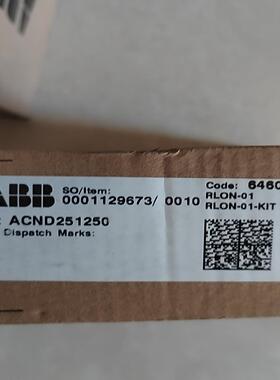 ABB SO/Item: 0001129673/ 0010
Code: 6460
RLON-01
RLON-01-KIT
: ACND251250
Dispatch Marks: